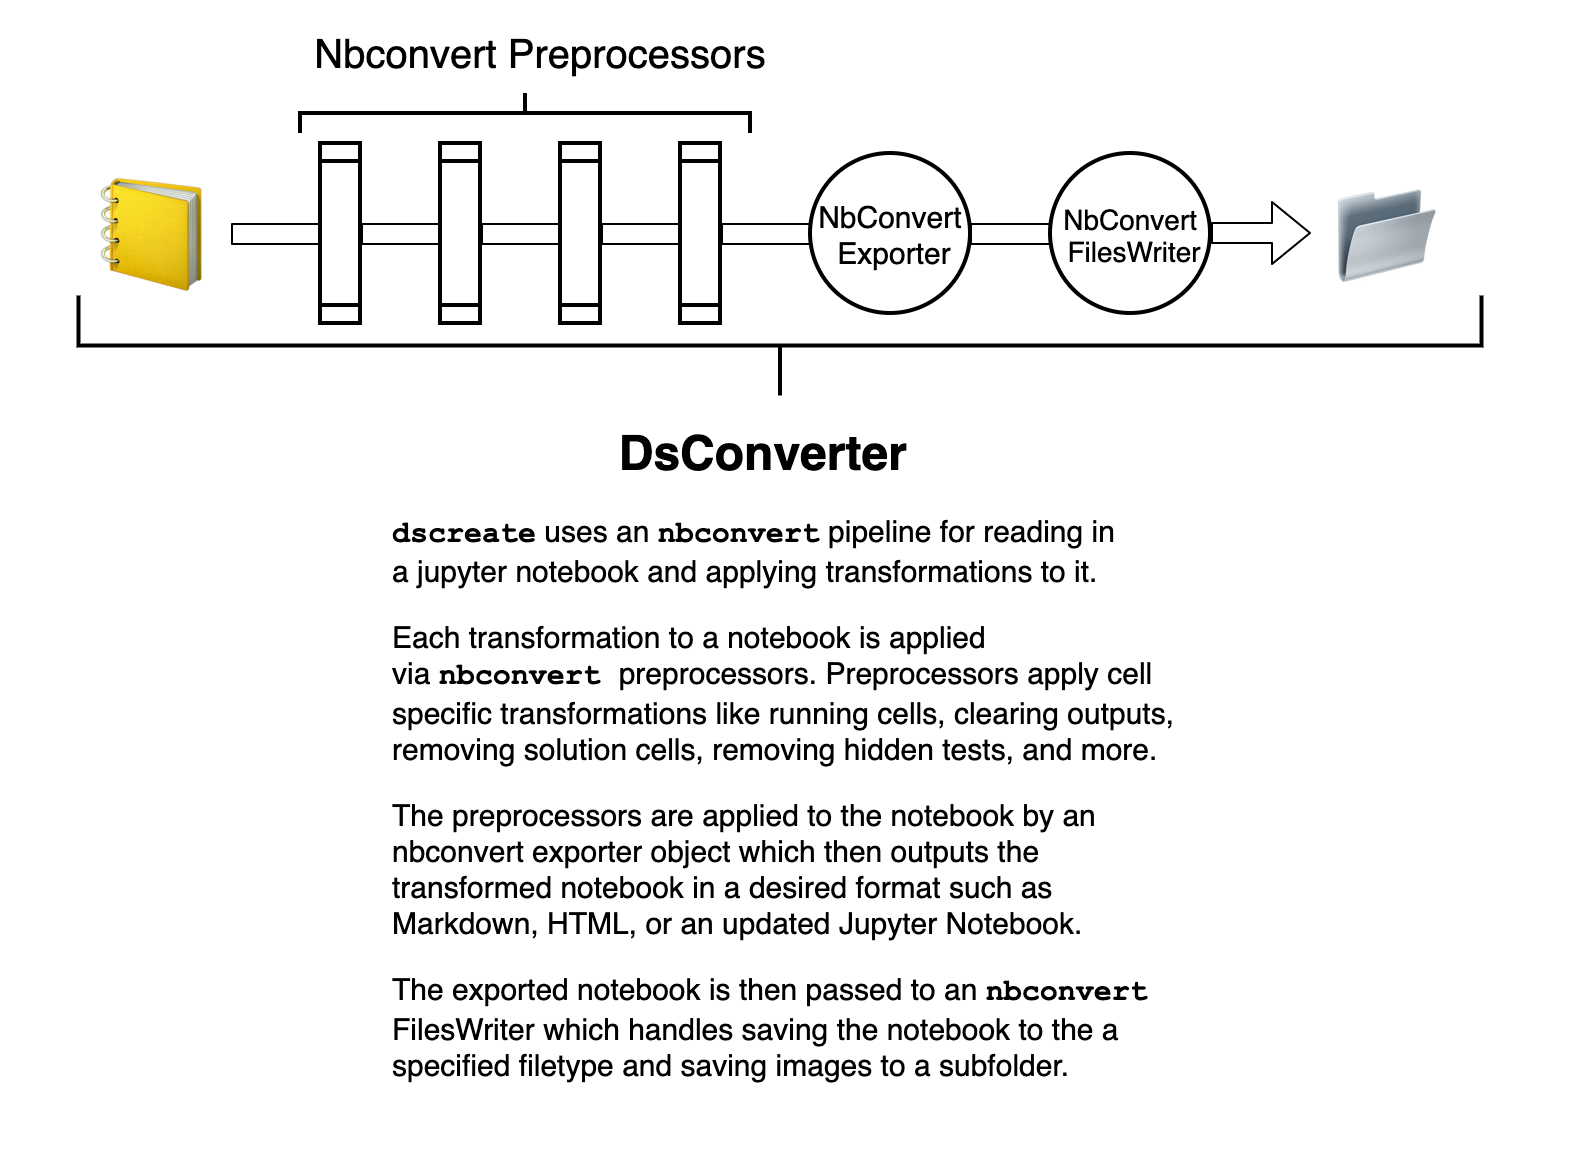 Nbconvert Preprocessors
NbConvert
Exporter
NbConvert
FilesWriter
DsConverter
dscreate uses an nbconvert pipeline for reading in
a jupyter notebook and applying transformations to it.
Each transformation to a notebook is applied
via nbconvert preprocessors. Preprocessors apply cell
specific transformations like running cells, clearing outputs,
removing solution cells, removing hidden tests, and more.
The preprocessors are applied to the notebook by an
nbconvert exporter object which then outputs the
transformed notebook in a desired format such as
Markdown, HTML, or an updated Jupyter Notebook.
The exported notebook is then passed to an nbconvert
FilesWriter which handles saving the notebook to the a
specified filetype and saving images to a subfolder.